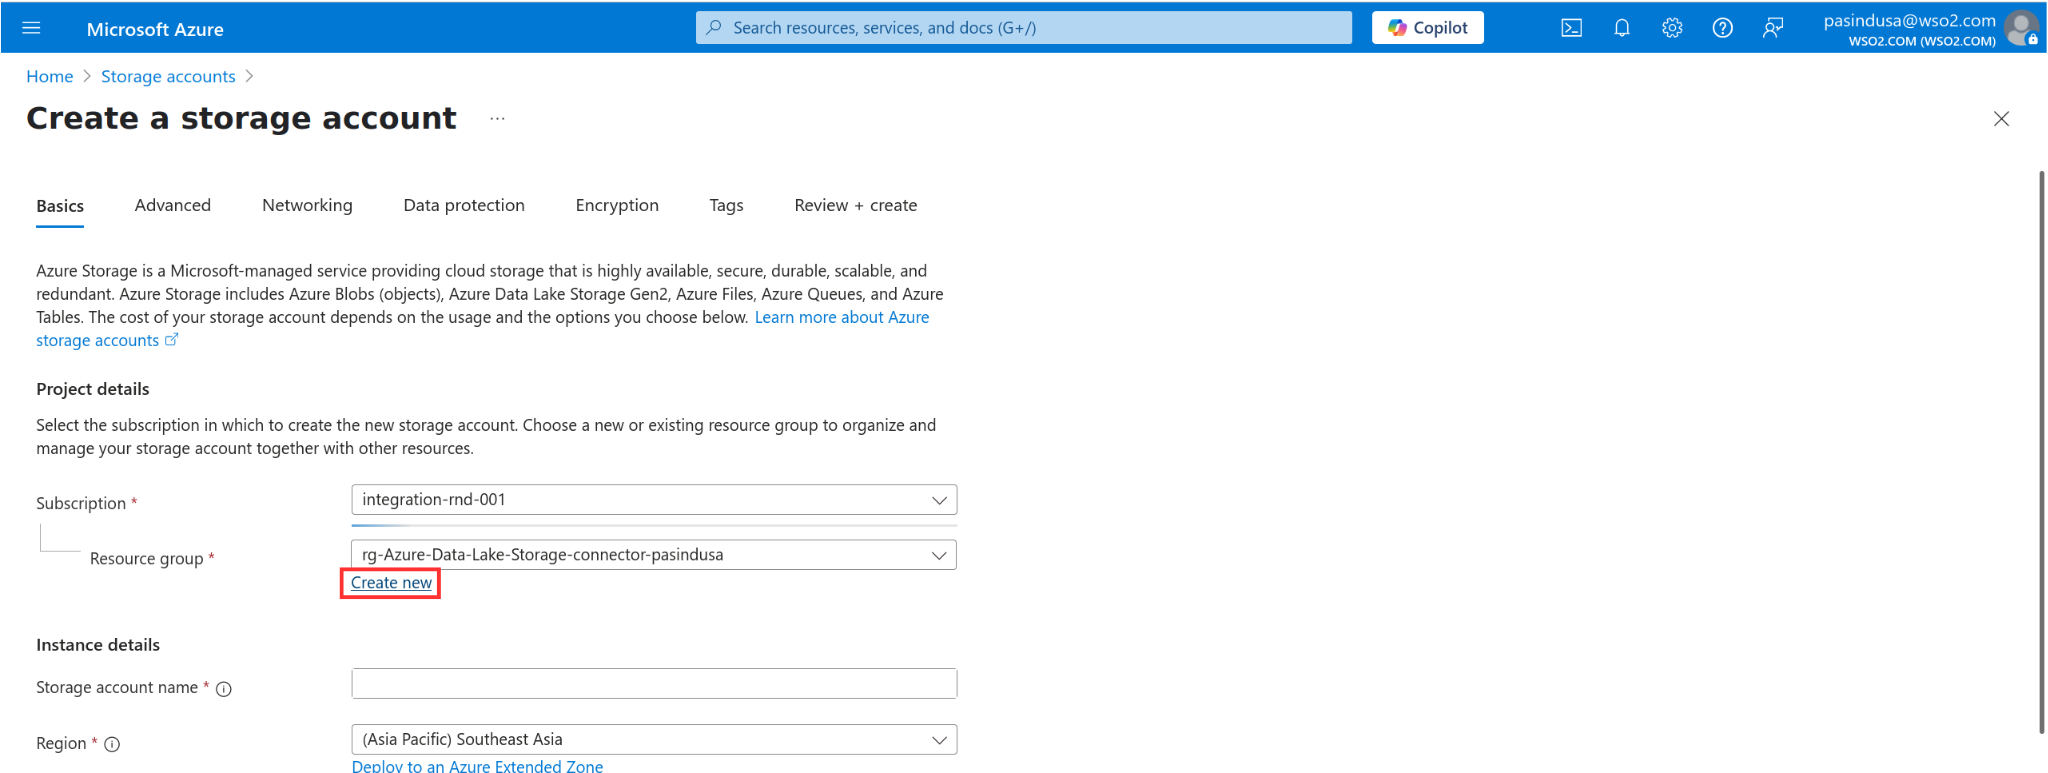 Microsoft Azure
Search resources, services, and docs (G+/)
Copilot
pasindusa@wso2.com
WSO2.COM (WSO2.COM)
Home > Storage accounts >
Create a storage account ...
Basics Advanced Networking Data protection Encryption Tags Review + create
Azure Storage is a Microsoft-managed service providing cloud storage that is highly available, secure, durable, scalable, and
redundant. Azure Storage includes Azure Blobs (objects), Azure Data Lake Storage Gen2, Azure Files, Azure Queues, and Azure
Tables. The cost of your storage account depends on the usage and the options you choose below. Learn more about Azure
storage accounts
Project details
Select the subscription in which to create the new storage account. Choose a new or existing resource group to organize and
manage your storage account together with other resources.
Subscription * integration-rnd-001
Resource group * rg-Azure-Data-Lake-Storage-connector-pasindusa
Create new
Instance details
Storage account name *
Region * (Asia Pacific) Southeast Asia
Deploy to an Azure Extended Zone